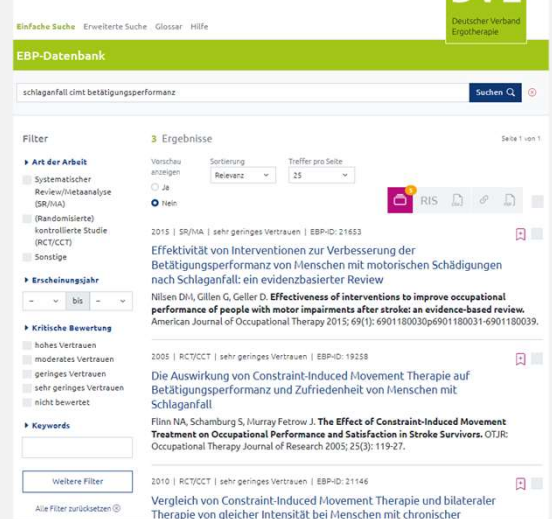 Deutscher Verband
Ergotherapie
Einfache Suche Erweiterte Suche Glossar Hilfe
EBP-Datenbank
schlaganfall cimt betätigungsperformanz
Suchen
Filter
3 Ergebnisse
Seite 1 von 1
Art der Arbeit
Systematischer
Review/Metaanalyse
(SR/MA)
(Randomisierte)
kontrollierte Studie
(RCT/CCT)
Sonstige
Erscheinungsjahr
– bis –
Kritische Bewertung
hohes Vertrauen
moderates Vertrauen
geringes Vertrauen
sehr geringes Vertrauen
nicht bewertet
Keywords
Weitere Filter
Alle Filter zurücksetzen
Vorschau
anzeigen
Ja
Nein
Sortierung
Relevanz
Treffer pro Seite
25
RIS
2015 | SR/MA | sehr geringes Vertrauen | EBP-ID: 21653
Effektivität von Interventionen zur Verbesserung der
Betätigungsperformanz von Menschen mit motorischen Schädigungen
nach Schlaganfall: ein evidenzbasierter Review
Nilsen DM, Gillen G, Geller D. Effectiveness of interventions to improve occupational
performance of people with motor impairments after stroke: an evidence-based review.
American Journal of Occupational Therapy 2015; 69(1): 6901180030p6901180031-6901180039.
2005 | RCT/CCT | sehr geringes Vertrauen | EBP-ID: 19258
Die Auswirkung von Constraint-Induced Movement Therapie auf
Betätigungsperformanz und Zufriedenheit von Menschen mit
Schlaganfall
Flinn NA, Schamburg S, Murray Fetrow J. The Effect of Constraint-Induced Movement
Treatment on Occupational Performance and Satisfaction in Stroke Survivors. OTJR:
Occupational Therapy Journal of Research 2005; 25(3): 119-27.
2010 | RCT/CCT | sehr geringes Vertrauen | EBP-ID: 21146
Vergleich von Constraint-Induced Movement Therapie und bilateraler
Therapie von gleicher Intensität bei Menschen mit chronischer